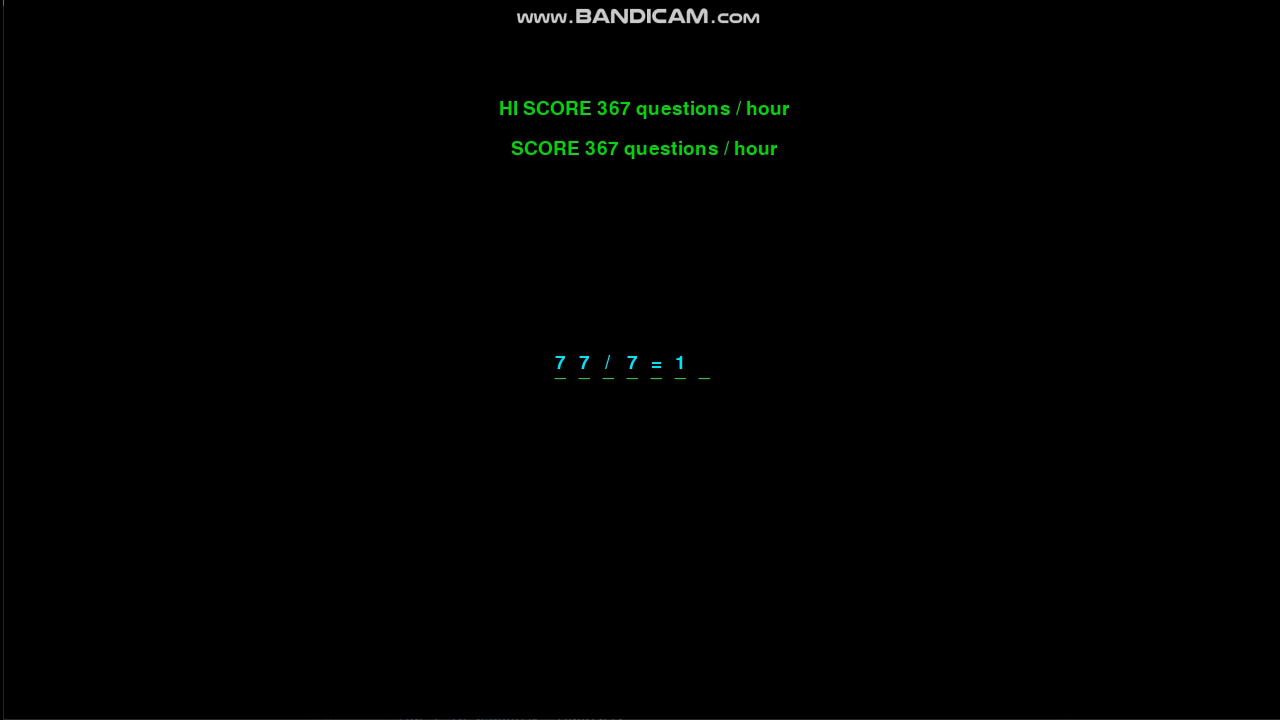 www.BANDICAM.COM
HI SCORE 367 questions / hour
SCORE 367 questions / hour
7 7 / 7 = 1 _